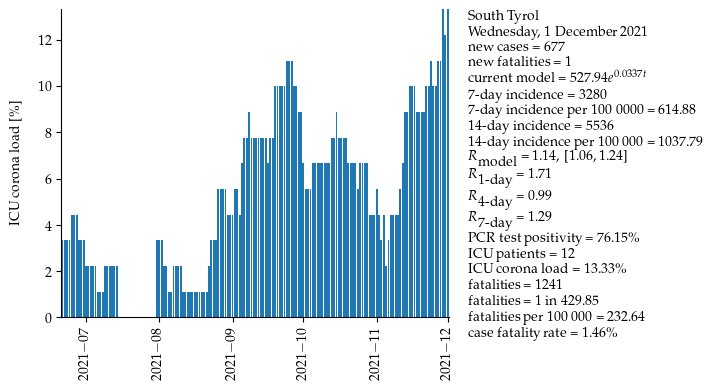 ICU corona load [%]
12
10
8
6
4
2
0
2021−07
2021−08
2021−09
2021−10
2021−11
2021−12
South Tyrol
Wednesday, 1 December 2021
new cases = 677
new fatalities = 1
current model = 527.94e^0.0337t
7-day incidence = 3280
7-day incidence per 100 0000 = 614.88
14-day incidence = 5536
14-day incidence per 100 000 = 1037.79
R_model = 1.14, [1.06, 1.24]
R_1-day = 1.71
R_4-day = 0.99
R_7-day = 1.29
PCR test positivity = 76.15%
ICU patients = 12
ICU corona load = 13.33%
fatalities = 1241
fatalities = 1 in 429.85
fatalities per 100 000 = 232.64
case fatality rate = 1.46%